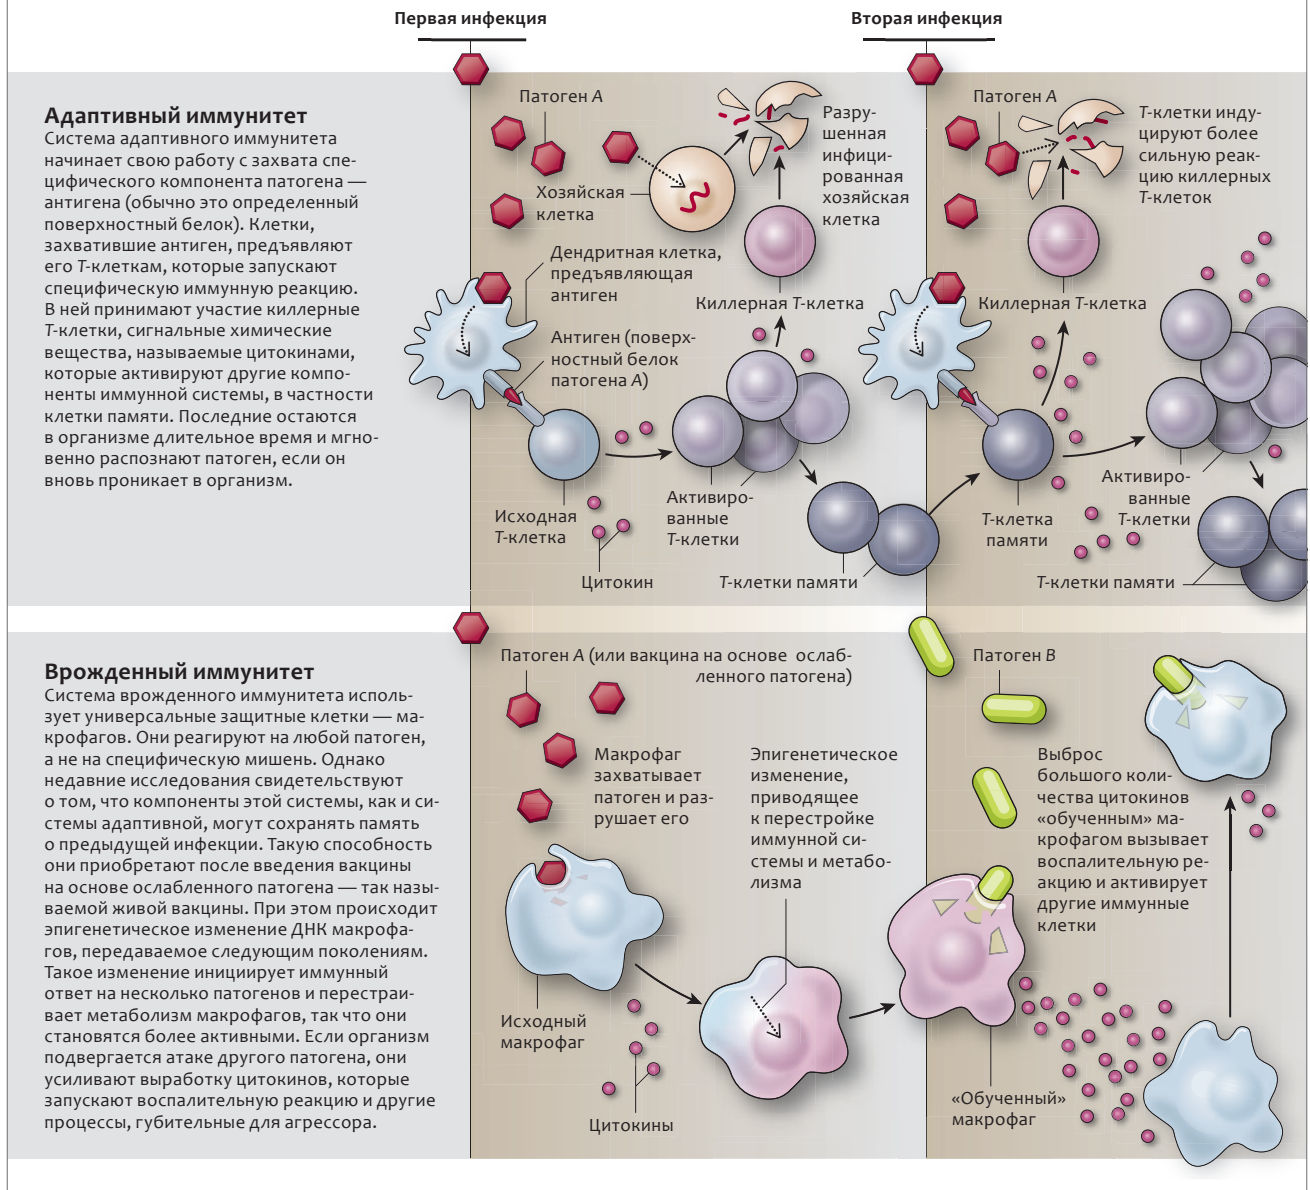 Первая инфекция
Вторая инфекция
Адаптивный иммунитет
Система адаптивного иммунитета
начинает свою работу с захвата спе-
цифического компонента патогена —
антигена (обычно это определенный
поверхностный белок). Клетки,
захватившие антиген, предъявляют
его Т-клеткам, которые запускают
специфическую иммунную реакцию.
В ней принимают участие киллерные
Т-клетки, сигнальные химические
вещества, называемые цитокинами,
которые активируют другие компо-
ненты иммунной системы, в частности
клетки памяти. Последние остаются
в организме длительное время и мгно-
венно распознают патоген, если он
вновь проникает в организм.
Патоген А
Хозяйская
клетка
Разру-
шенная
инфици-
рованная
хозяйская
клетка
Дендритная клетка,
предъявляющая
антиген
Киллерная Т-клетка
Антиген (поверх-
ностный белок
патогена А)
Исходная
Т-клетка
Цитокин
Активиро-
ванные
Т-клетки
Т-клетки памяти
Патоген А
Т-клетки инду-
цируют более
сильную реак-
цию киллерных
Т-клеток
Киллерная Т-клетка
Т-клетка
памяти
Активиро-
ванные
Т-клетки
Т-клетки памяти
Врожденный иммунитет
Система врожденного иммунитета исполь-
зует универсальные защитные клетки — ма-
крофагов. Они реагируют на любой патоген,
а не на специфическую мишень. Однако
недавние исследования свидетельствуют
о том, что компоненты этой системы, как и си-
стемы адаптивной, могут сохранять память
о предыдущей инфекции. Такую способность
они приобретают после введения вакцины
на основе ослабленного патогена — так назы-
ваемой живой вакцины. При этом происходит
эпигенетическое изменение ДНК макрофа-
гов, передаваемое следующим поколениям.
Такое изменение инициирует иммунный
ответ на несколько патогенов и перестраи-
вает метаболизм макрофагов, так что они
становятся более активными. Если организм
подвергается атаке другого патогена, они
усиливают выработку цитокинов, которые
запускают воспалительную реакцию и другие
процессы, губительные для агрессора.
Патоген А (или вакцина на основе ослаб-
ленного патогена)
Макрофаг
захватывает
патоген и раз-
рушает его
Эпигенетическое
изменение,
приводящее
к перестройке
иммунной си-
стемы и метабо-
лизма
Исходный
макрофаг
Цитокины
Патоген В
Выброс
большого коли-
чества цитокинов
«обученным» ма-
крофагом вызывает
воспалительную ре-
акцию и активирует
другие иммунные
клетки
«Обученный»
макрофаг